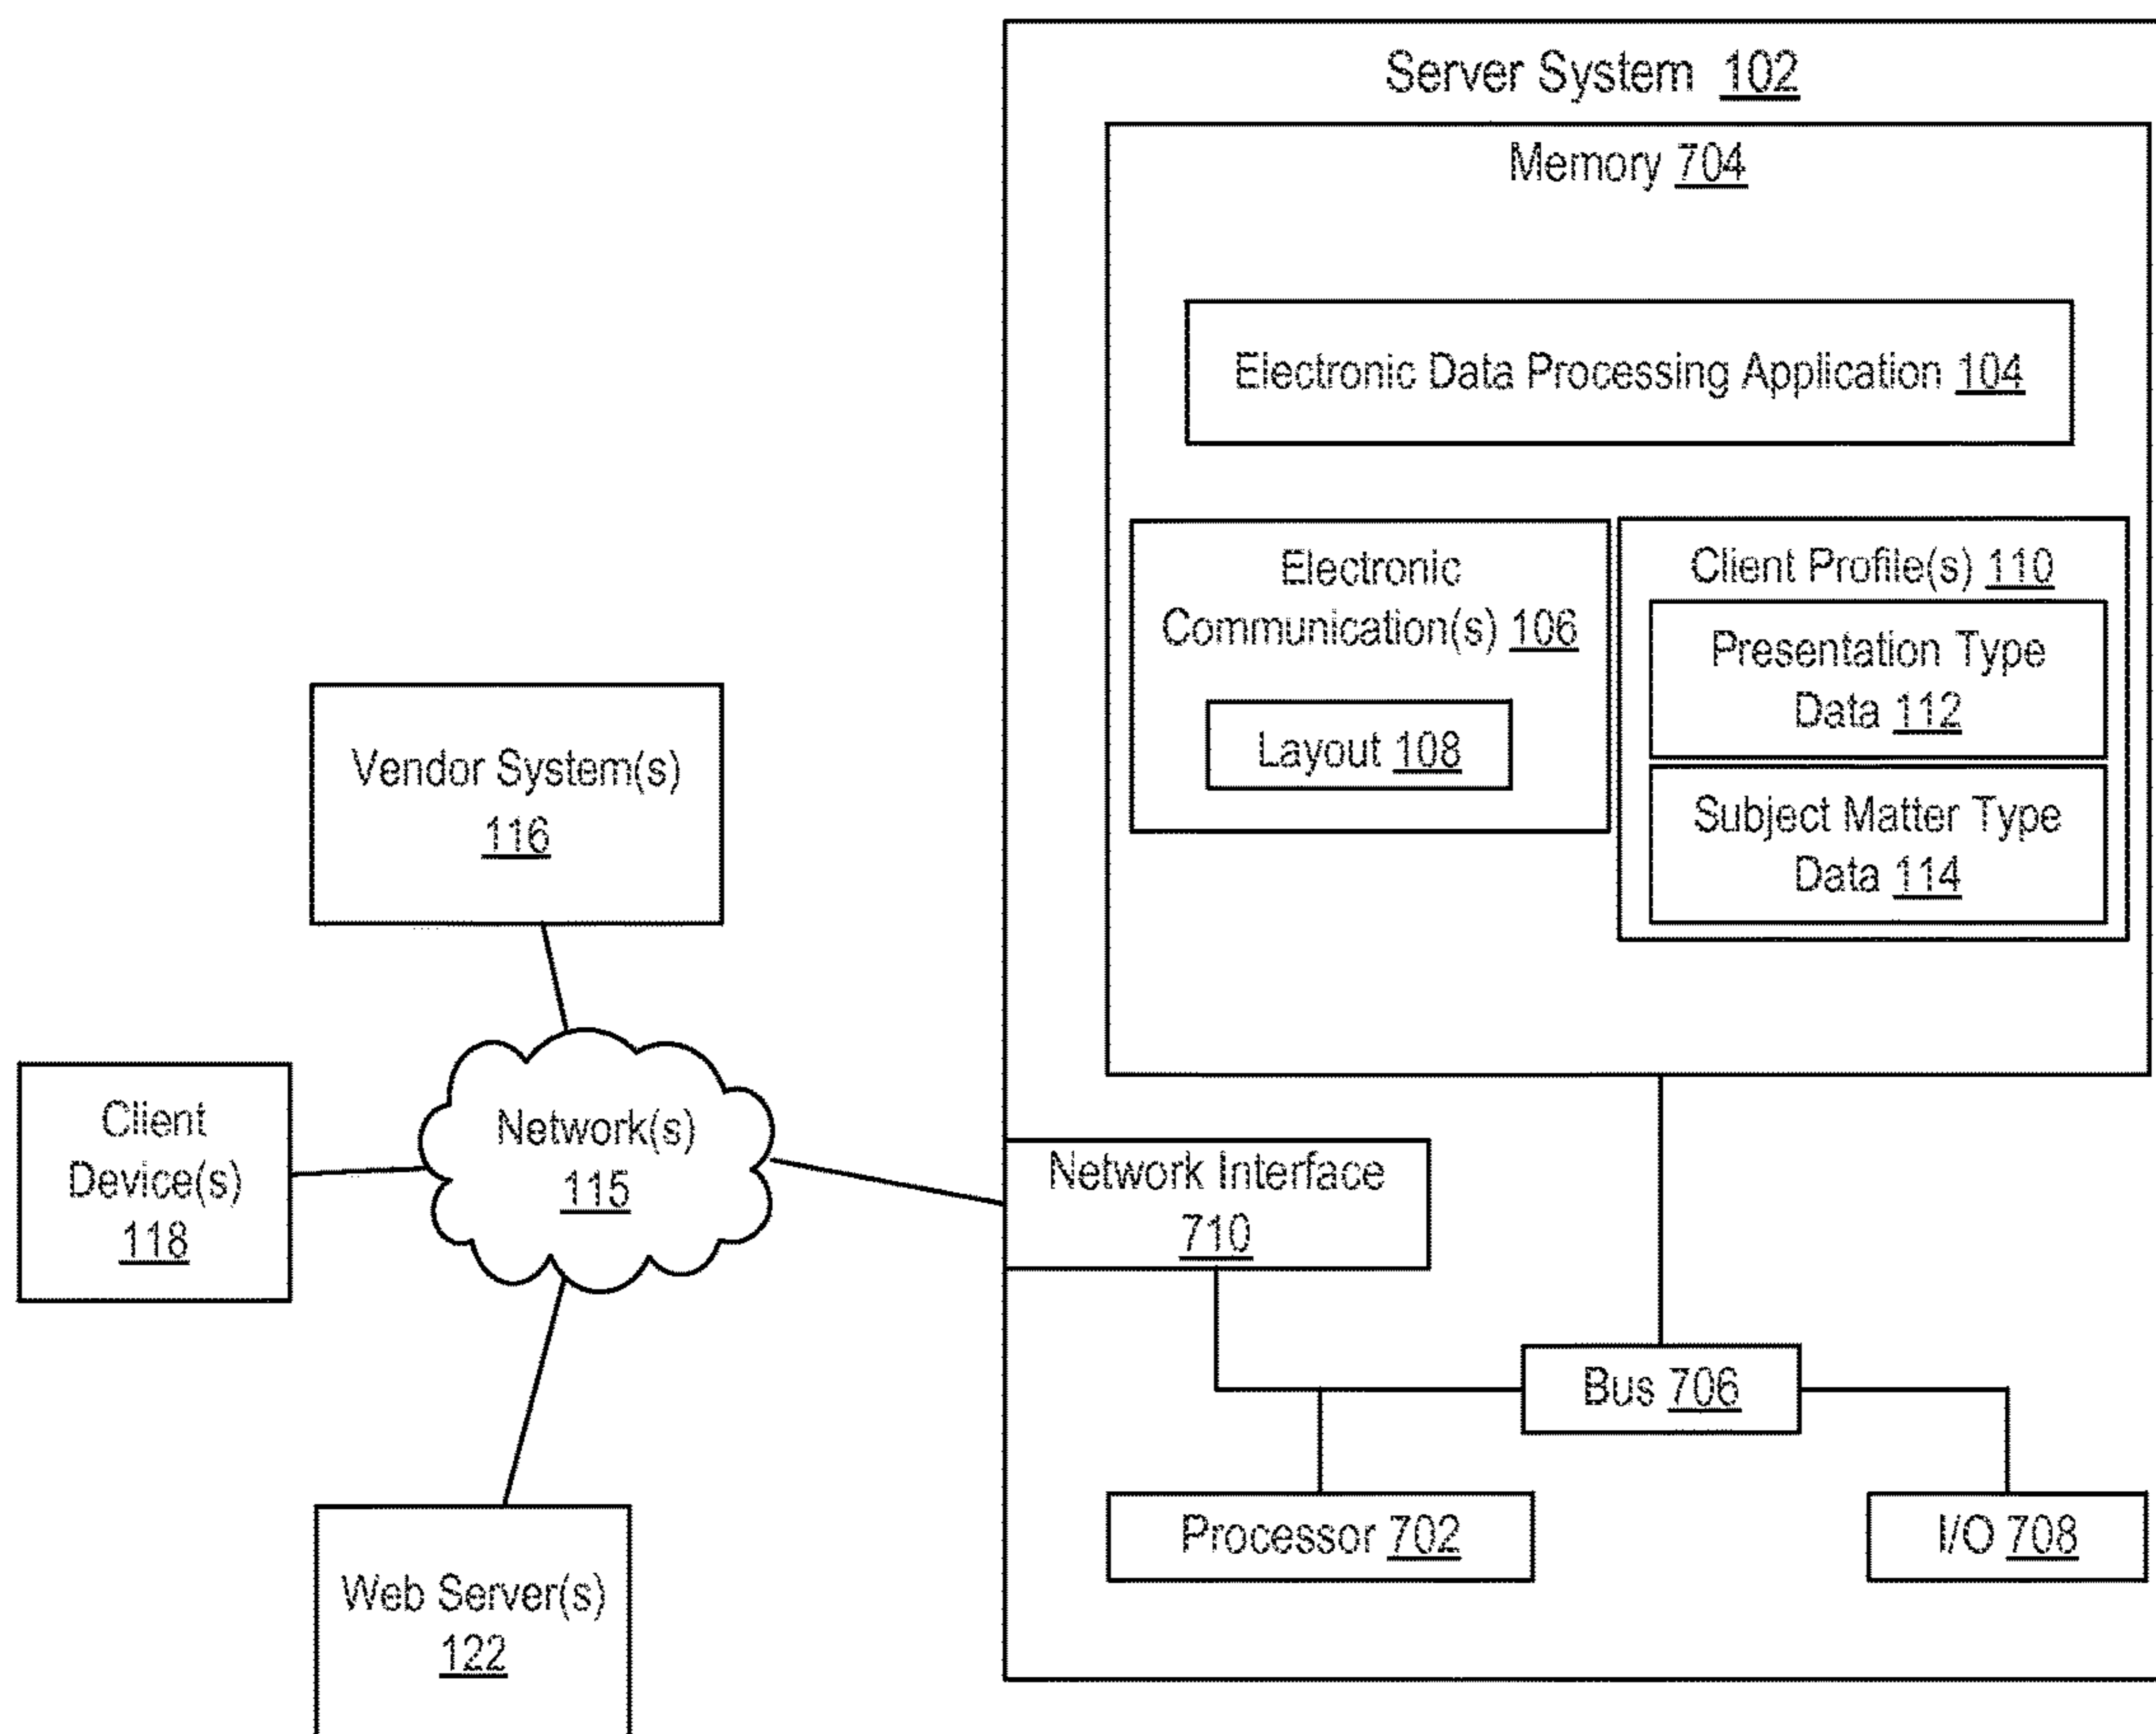 Server System 102
Memory 704
Electronic Data Processing Application 104
Electronic
Communication(s) 106
Layout 108
Client Profile(s) 110
Presentation Type
Data 112
Subject Matter Type
Data 114
Vendor System(s)
116
Client
Device(s)
118
Network(s)
115
Network Interface
710
Bus 706
Processor 702
I/O 708
Web Server(s)
122